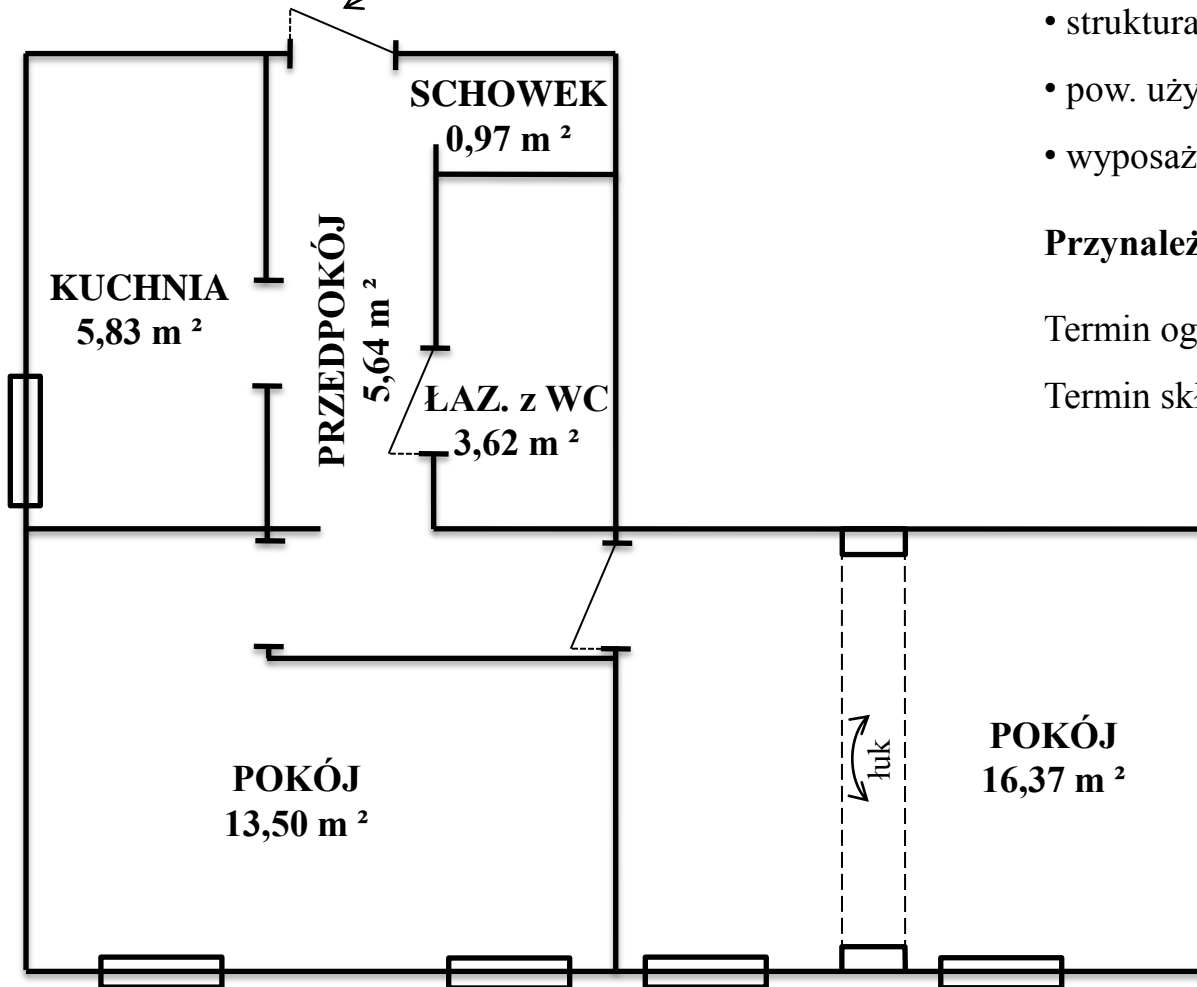 SCHOWEK
0,97 m ²
KUCHNIA
5,83 m ²
PRZEDPOKÓJ
5,64 m ²
ŁAZ. z WC
3,62 m ²
POKÓJ
13,50 m ²
łuk
POKÓJ
16,37 m ²
• struktura
• pow. uży
• wyposaż
Przynależ
Termin og
Termin skł